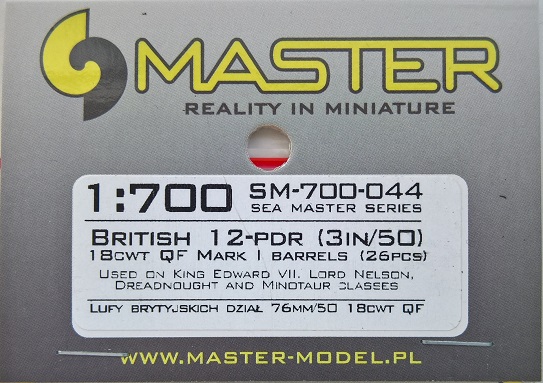 MASTER
REALITY IN MINIATURE
1:700 SM-700-044
SEA MASTER SERIES
BRITISH 12-PDR (3IN/50)
18CWT QF MARK I BARRELS (26PCS)
USED ON KING EDWARD VII, LORD NELSON,
DREADNOUGHT AND MINOTAUR CLASSES
LUFY BRYTYJSKICH DZIAŁ 76MM/50 18CWT QF
WWW.MASTER-MODEL.PL